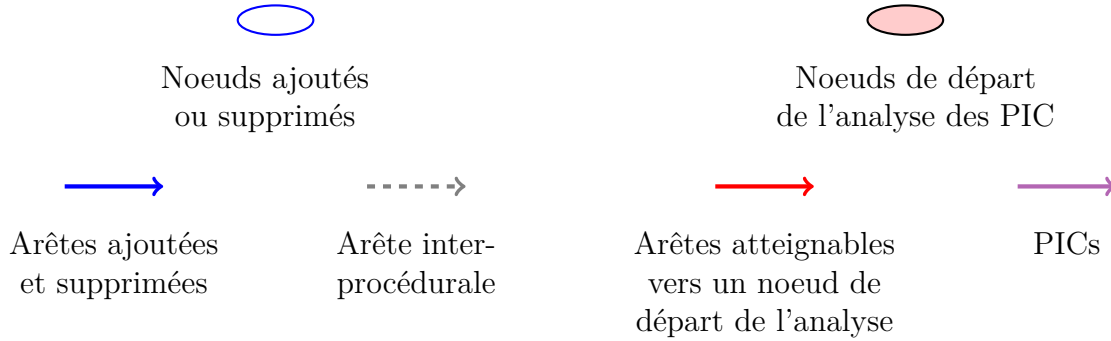 Noeuds ajoutés
ou supprimés
Noeuds de départ
de l'analyse des PIC
Arêtes ajoutées
et supprimées
Arête inter-
procédurale
Arêtes atteignables
vers un noeud de
départ de l'analyse
PICs